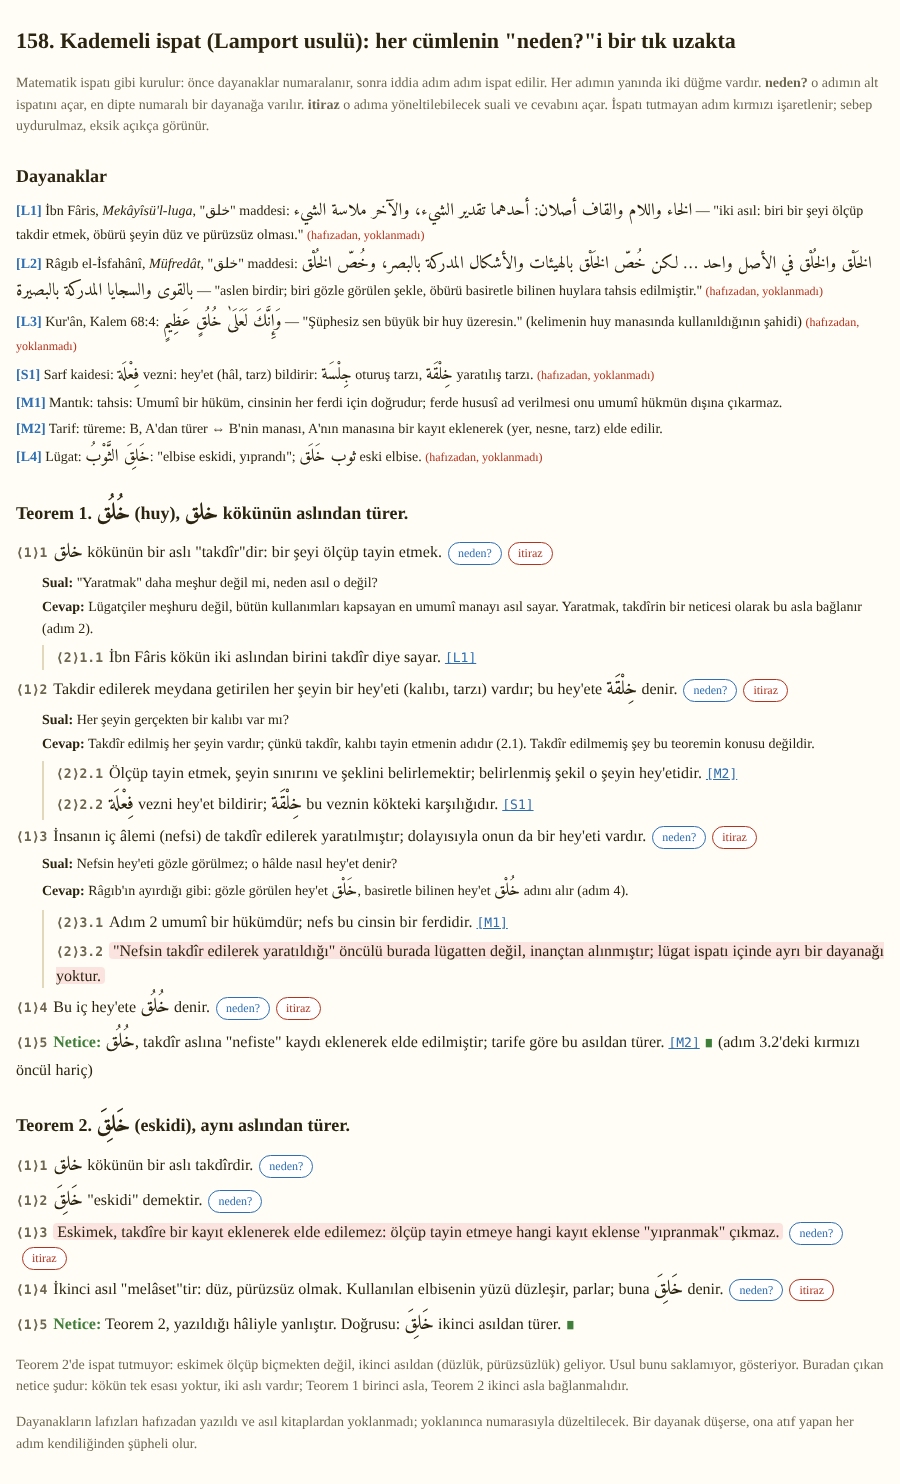 158. Kademeli ispat (Lamport usulü): her cümlenin "neden?"i bir tık uzakta
Matematik ispatı gibi kurulur: önce dayanaklar numaralanır, sonra iddia adım adım ispat edilir. Her adımın yanında iki düğme vardır. neden? o adımın alt
ispatını açar, en dipte numaralı bir dayanağa varılır. itiraz o adıma yöneltilebilecek suali ve cevabını açar. İspatı tutmayan adım kırmızı işaretlenir; sebep
uydurulmaz, eksik açıkça görünür.
Dayanaklar
[L1] İbn Fâris, Mekâyîsü'l-luga, "خلق" maddesi: الخاء واللام والقاف أصلان: أحدهما تقدير الشيء، والآخر ملاسة الشيء — "iki asıl: biri bir şeyi ölçüp
takdir etmek, öbürü şeyin düz ve pürüzsüz olması." (hafızadan, yoklanmadı)
[L2] Râgıb el-İsfahânî, Müfredât, "خلق" maddesi: الخَلْق والخُلْق في الأصل واحد … لكن خُصّ الخَلْق بالهيئات والأشكال المدركة بالبصر، وخُصّ الخُلْق
بالقوى والسجايا المدركة بالبصيرة — "aslen birdir; biri gözle görülen şekle, öbürü basiretle bilinen huylara tahsis edilmiştir." (hafızadan, yoklanmadı)
[L3] Kur'ân, Kalem 68:4: وَإِنَّكَ لَعَلَىٰ خُلُقٍ عَظِيمٍ — "Şüphesiz sen büyük bir huy üzeresin." (kelimenin huy manasında kullanıldığının şahidi) (hafızadan,
yoklanmadı)
[S1] Sarf kaidesi: فِعْلَة vezni: hey'et (hâl, tarz) bildirir: جِلْسَة oturuş tarzı, خِلْقَة yaratılış tarzı. (hafızadan, yoklanmadı)
[M1] Mantık: tahsis: Umumî bir hüküm, cinsinin her ferdi için doğrudur; ferde hususî ad verilmesi onu umumî hükmün dışına çıkarmaz.
[M2] Tarif: türeme: B, A'dan türer ↔ B'nin manası, A'nın manasına bir kayıt eklenerek (yer, nesne, tarz) elde edilir.
[L4] Lügat: خَلِقَ الثَّوْبُ: "elbise eskidi, yıprandı"; ثوب خَلَق eski elbise. (hafızadan, yoklanmadı)
Teorem 1. خُلُق (huy), خلق kökünün aslından türer.
⟨1⟩1 خلق kökünün bir aslı "takdîr"dir: bir şeyi ölçüp tayin etmek. neden? itiraz
Sual: "Yaratmak" daha meşhur değil mi, neden asıl o değil?
Cevap: Lügatçiler meşhuru değil, bütün kullanımları kapsayan en umumî manayı asıl sayar. Yaratmak, takdîrin bir neticesi olarak bu asla bağlanır
(adım 2).
⟨2⟩1.1 İbn Fâris kökün iki aslından birini takdîr diye sayar. [L1]
⟨1⟩2 Takdir edilerek meydana getirilen her şeyin bir hey'eti (kalıbı, tarzı) vardır; bu hey'ete خِلْقَة denir. neden? itiraz
Sual: Her şeyin gerçekten bir kalıbı var mı?
Cevap: Takdîr edilmiş her şeyin vardır; çünkü takdîr, kalıbı tayin etmenin adıdır (2.1). Takdîr edilmemiş şey bu teoremin konusu değildir.
⟨2⟩2.1 Ölçüp tayin etmek, şeyin sınırını ve şeklini belirlemektir; belirlenmiş şekil o şeyin hey'etidir. [M2]
⟨2⟩2.2 فِعْلَة vezni hey'et bildirir; خِلْقَة bu veznin kökteki karşılığıdır. [S1]
⟨1⟩3 İnsanın iç âlemi (nefsi) de takdîr edilerek yaratılmıştır; dolayısıyla onun da bir hey'eti vardır. neden? itiraz
Sual: Nefsin hey'eti gözle görülmez; o hâlde nasıl hey'et denir?
Cevap: Râgıb'ın ayırdığı gibi: gözle görülen hey'et خَلْق, basiretle bilinen hey'et خُلْق adını alır (adım 4).
⟨2⟩3.1 Adım 2 umumî bir hükümdür; nefs bu cinsin bir ferdidir. [M1]
⟨2⟩3.2 "Nefsin takdîr edilerek yaratıldığı" öncülü burada lügatten değil, inançtan alınmıştır; lügat ispatı içinde ayrı bir dayanağı
yoktur.
⟨1⟩4 Bu iç hey'ete خُلُق denir. neden? itiraz
⟨1⟩5 Netice: خُلُق, takdîr aslına "nefiste" kaydı eklenerek elde edilmiştir; tarife göre bu asıldan türer. [M2] ∎ (adım 3.2'deki kırmızı
öncül hariç)
Teorem 2. خَلِقَ (eskidi), aynı aslından türer.
⟨1⟩1 خلق kökünün bir aslı takdîrdir. neden?
⟨1⟩2 خَلِقَ "eskidi" demektir. neden?
⟨1⟩3 Eskimek, takdîre bir kayıt eklenerek elde edilemez: ölçüp tayin etmeye hangi kayıt eklense "yıpranmak" çıkmaz. neden?
itiraz
⟨1⟩4 İkinci asıl "melâset"tir: düz, pürüzsüz olmak. Kullanılan elbisenin yüzü düzleşir, parlar; buna خَلِقَ denir. neden? itiraz
⟨1⟩5 Netice: Teorem 2, yazıldığı hâliyle yanlıştır. Doğrusu: خَلِقَ ikinci asıldan türer. ∎
Teorem 2'de ispat tutmuyor: eskimek ölçüp biçmekten değil, ikinci asıldan (düzlük, pürüzsüzlük) geliyor. Usul bunu saklamıyor, gösteriyor. Buradan çıkan
netice şudur: kökün tek esası yoktur, iki aslı vardır; Teorem 1 birinci asla, Teorem 2 ikinci asla bağlanmalıdır.
Dayanakların lafızları hafızadan yazıldı ve asıl kitaplardan yoklanmadı; yoklanınca numarasıyla düzeltilecek. Bir dayanak düşerse, ona atıf yapan her
adım kendiliğinden şüpheli olur.